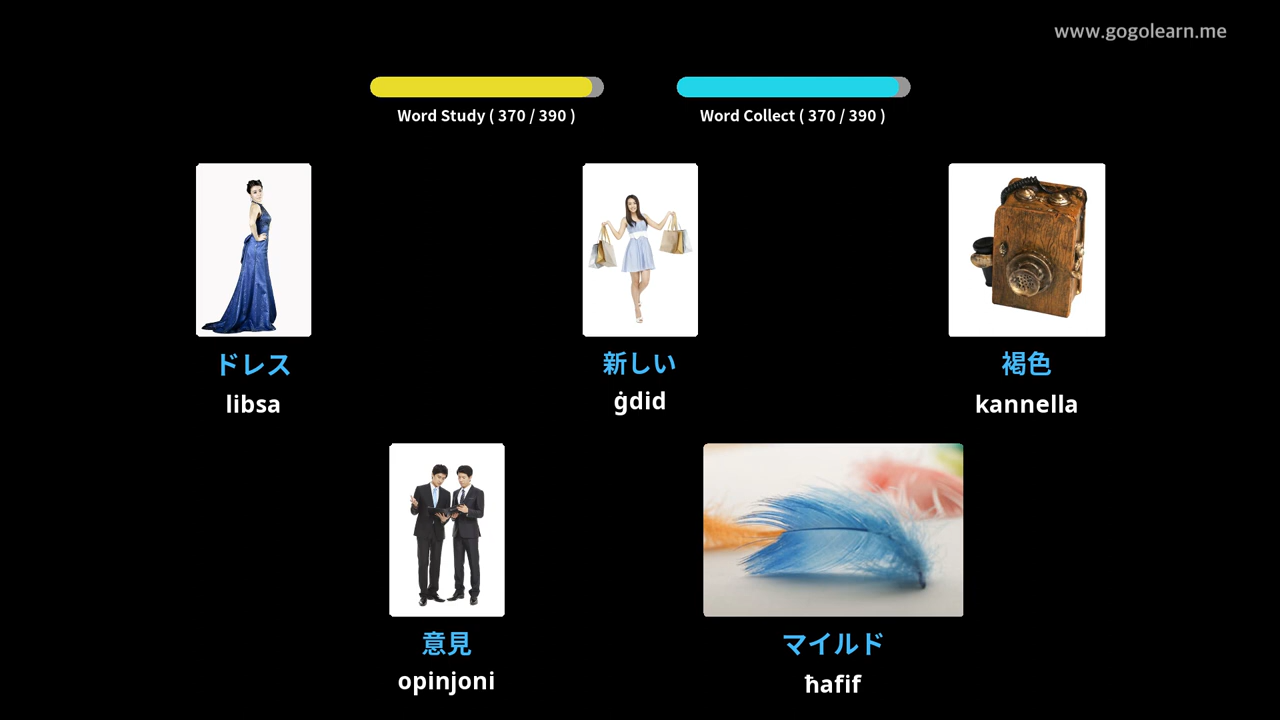 www.gogolearn.me
Word Study ( 370 / 390 )
Word Collect ( 370 / 390 )
ドレス
libsa
新しい
ġdid
褐色
kannella
意見
opinjoni
マイルド
ħafif